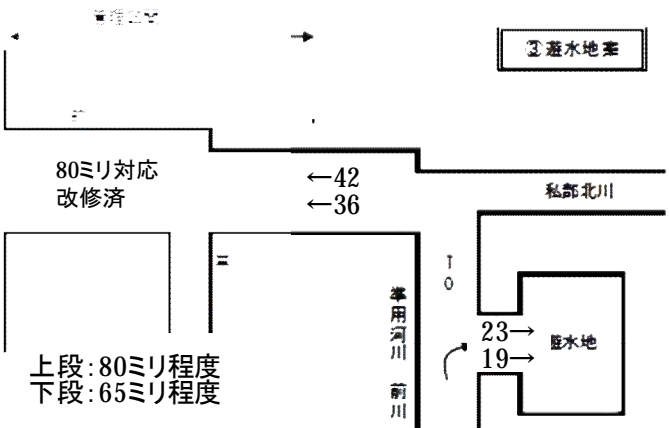 ③遊水地案
80ミリ対応
改修済
←42
←36
私部北川
準用河川 前川
23→
19→
遊水地
上段:80ミリ程度
下段:65ミリ程度